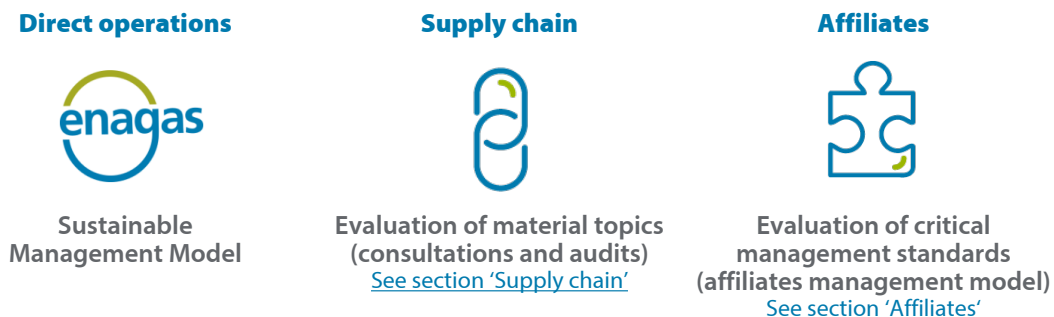 Direct operations
enagas
Sustainable
Management Model
Supply chain
Evaluation of material topics
(consultations and audits)
See section ‘Supply chain’
Affiliates
Evaluation of critical
management standards
(affiliates management model)
See section ‘Affiliates‘